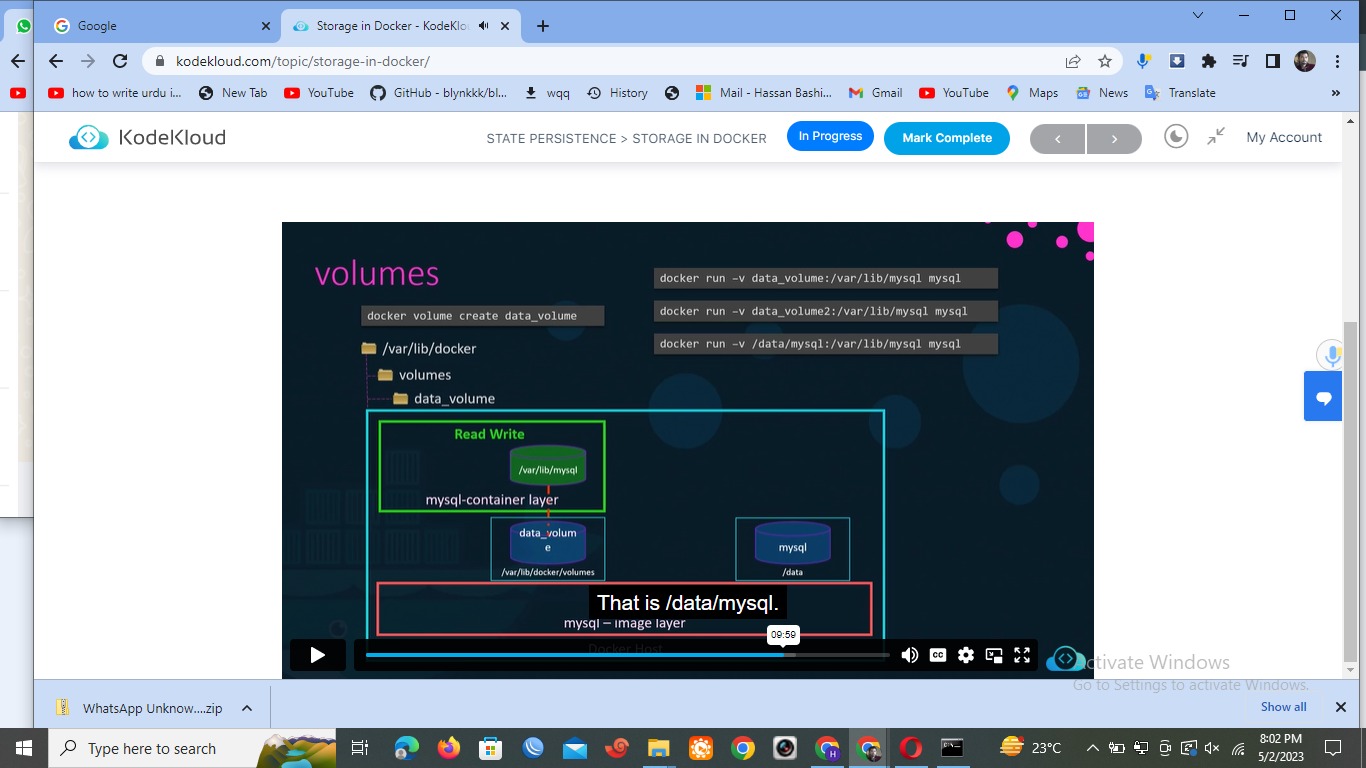 Google
Storage in Docker - KodeKlo
kodekloud.com/topic/storage-in-docker/
how to write urdu i...
New Tab
YouTube
GitHub - blynkkk/bl...
wqq
History
Mail - Hassan Bashi...
Gmail
YouTube
Maps
News
Translate
»
KodeKloud
STATE PERSISTENCE > STORAGE IN DOCKER
In Progress
Mark Complete
My Account
volumes
docker volume create data_volume
/var/lib/docker
volumes
data_volume
docker run –v data_volume:/var/lib/mysql mysql
docker run –v data_volume2:/var/lib/mysql mysql
docker run –v /data/mysql:/var/lib/mysql mysql
Read Write
/var/lib/mysql
mysql-container layer
data_volum
e
/var/lib/docker/volumes
mysql
/data
That is /data/mysql.
mysql – image layer
Docker Host
09:59
CC
Activate Windows
Go to Settings to activate Windows.
WhatsApp Unknow....zip
Show all
Type here to search
H
23°C
8:02 PM
5/2/2023